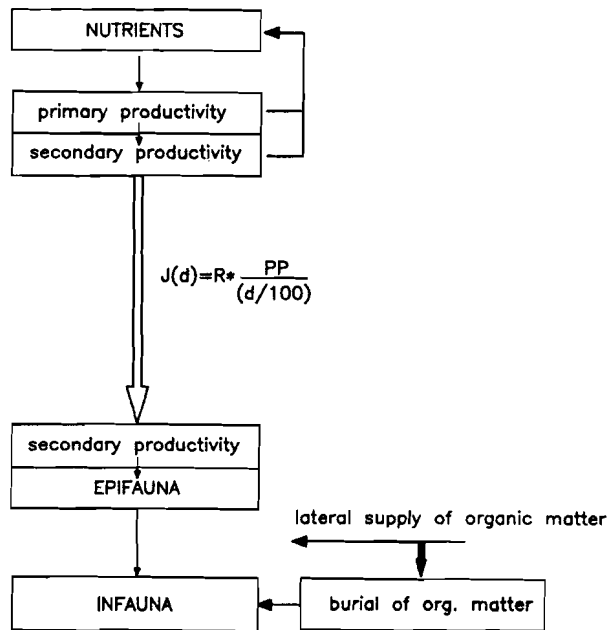 NUTRIENTS
primary productivity
secondary productivity
J(d)=R* PP
(d/100)
secondary productivity
EPIFAUNA
lateral supply of organic matter
INFAUNA
burial of org. matter